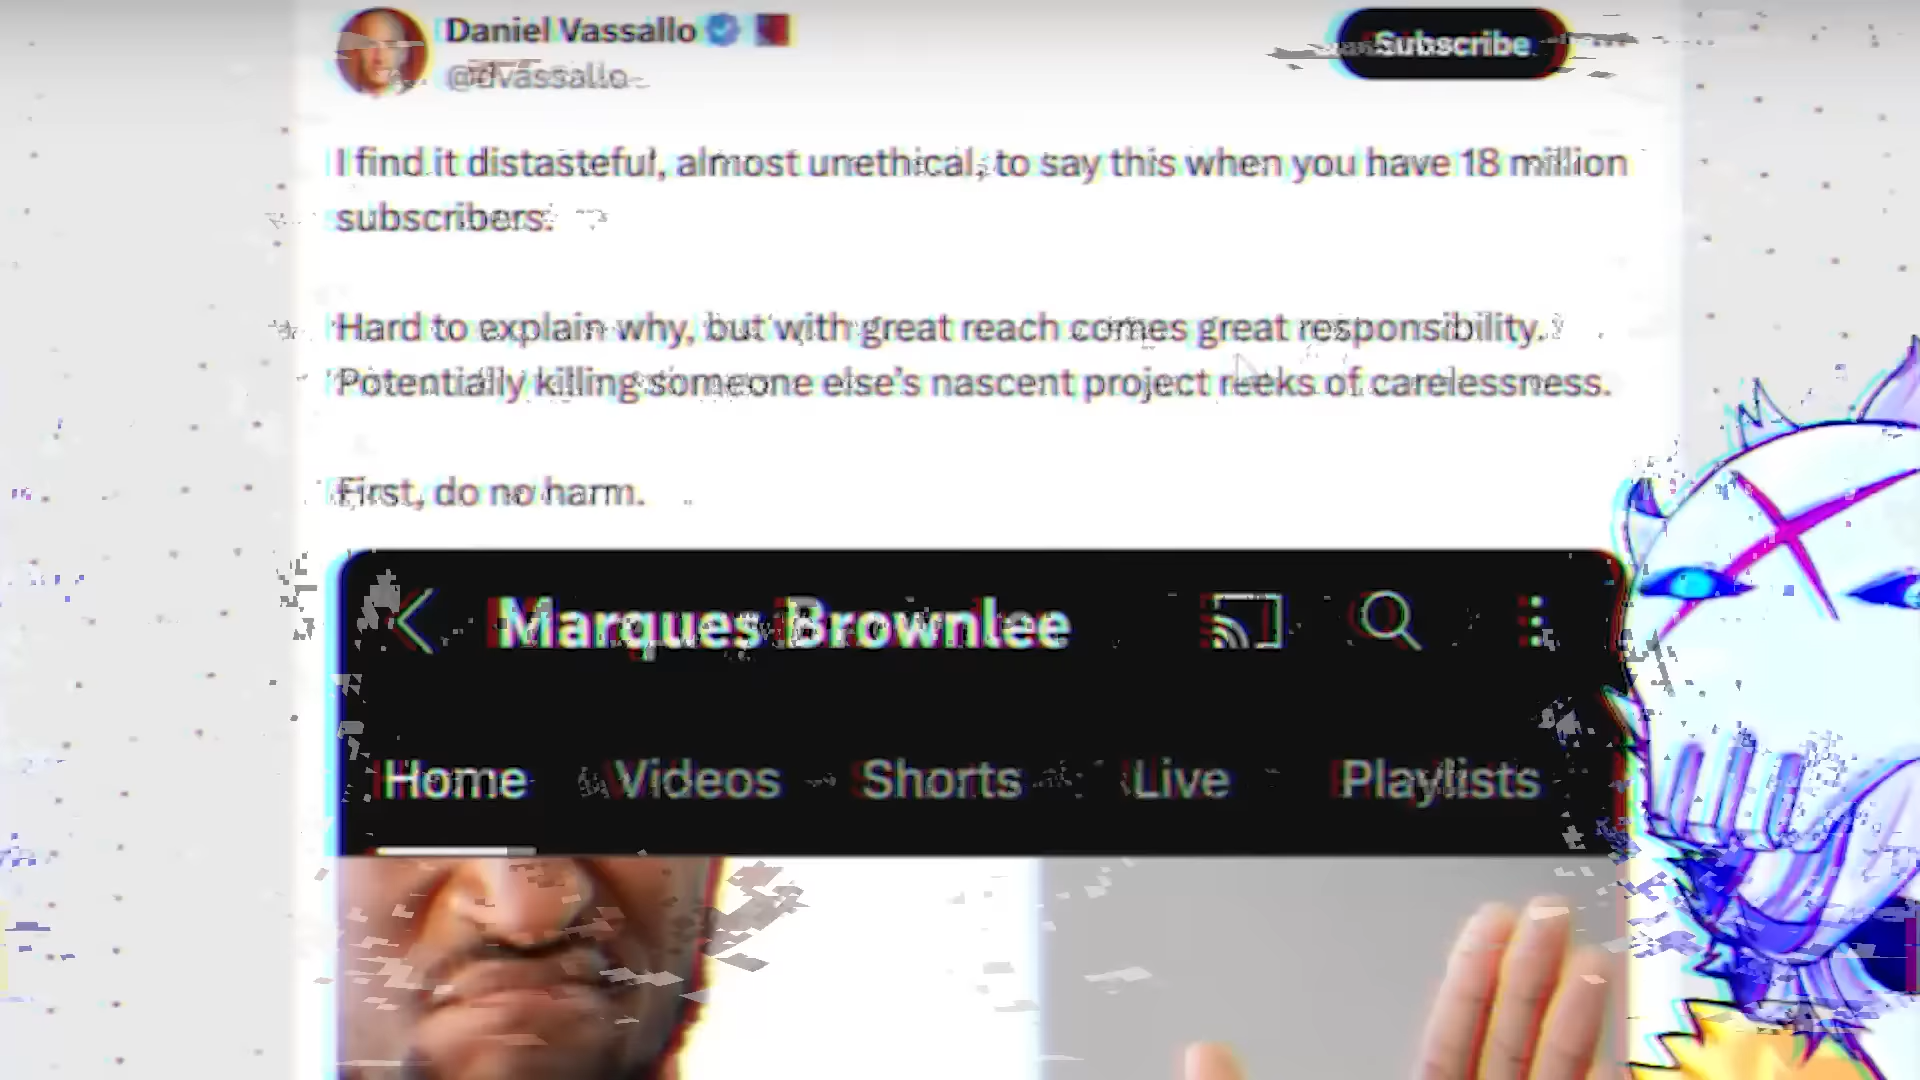 Daniel Vassallo
@dvassallo
Subscribe
I find it distasteful, almost unethical, to say this when you have 18 million
subscribers.
Hard to explain why, but with great reach comes great responsibility.
Potentially killing someone else's nascent project reeks of carelessness.
First, do no harm.
Marques Brownlee
Home Videos Shorts Live Playlists